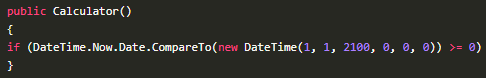 public Calculator()
{
if (DateTime.Now.Date.CompareTo(new DateTime(1, 1, 2100, 0, 0, 0)) >= 0)
}